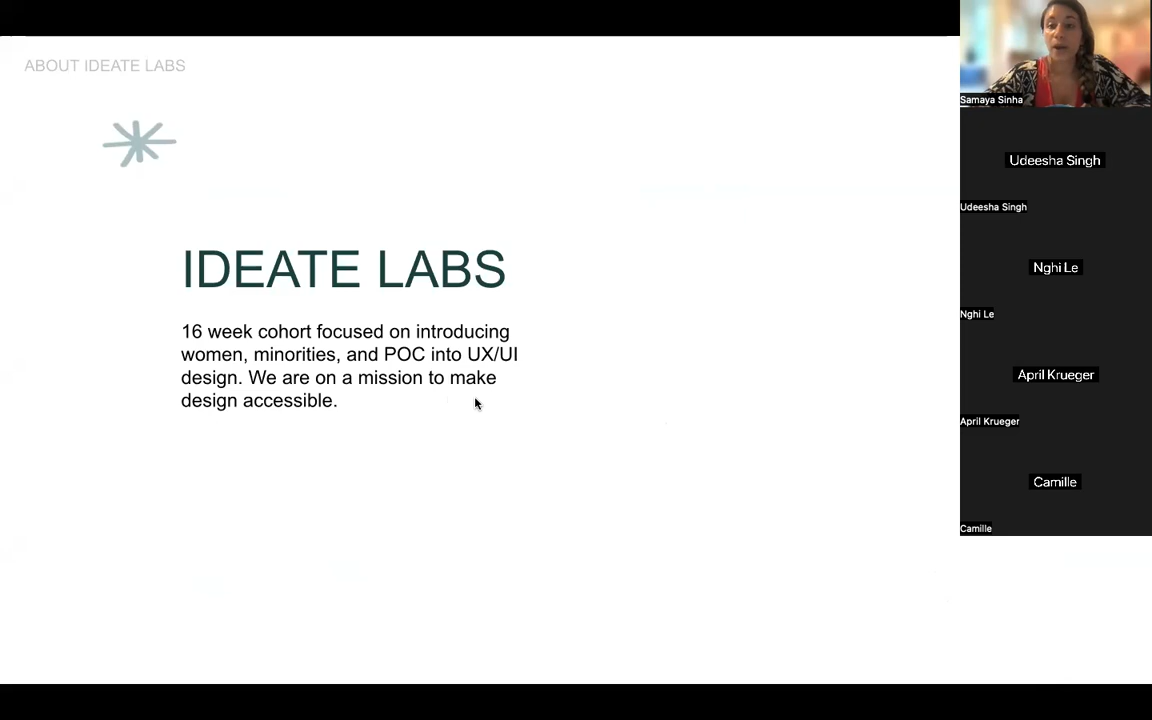 ABOUT IDEATE LABS
IDEATE LABS
16 week cohort focused on introducing
women, minorities, and POC into UX/UI
design. We are on a mission to make
design accessible.
Samaya Sinha
Udeesha Singh
Udeesha Singh
Nghi Le
Nghi Le
April Krueger
April Krueger
Camille
Camille